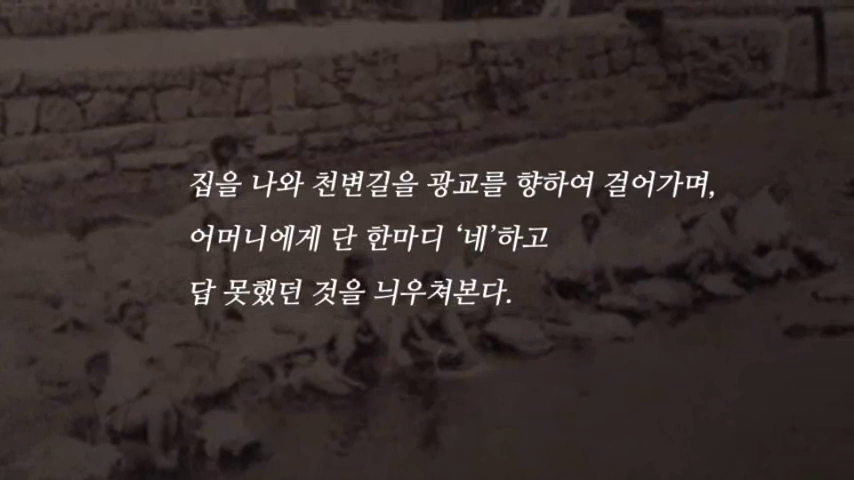 집을 나와 천변길을 광교를 향하여 걸어가며,
어머니에게 단 한마디 ‘네’하고
답 못했던 것을 늬우쳐본다.